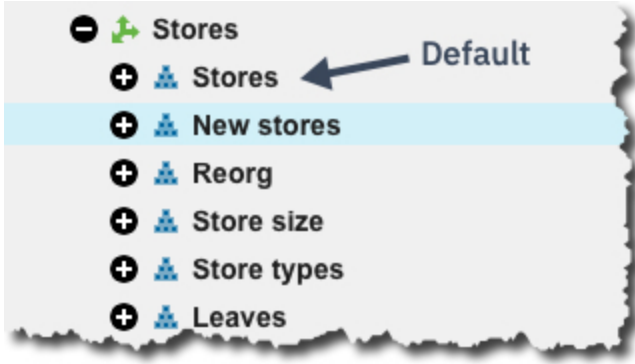 Stores
Stores
Default
New stores
Reorg
Store size
Store types
Leaves